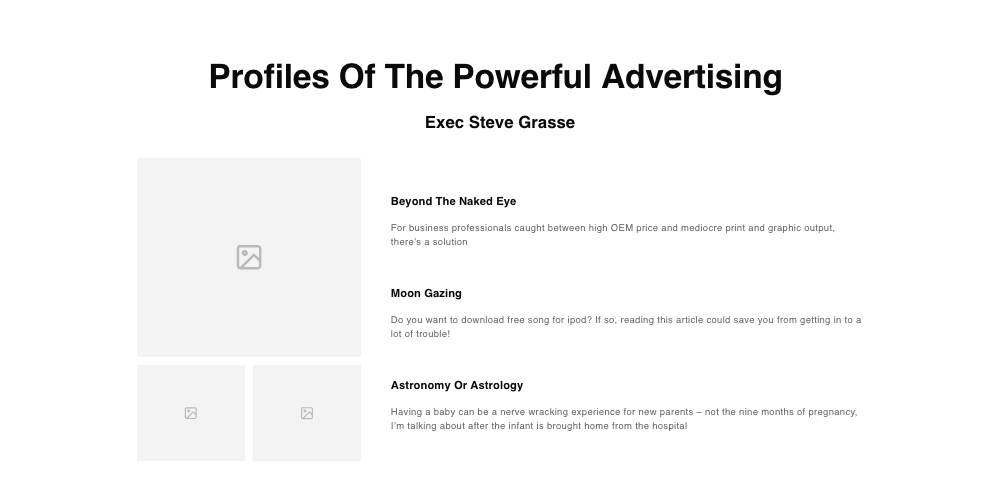 Profiles Of The Powerful Advertising
Exec Steve Grasse
Beyond The Naked Eye
For business professionals caught between high OEM price and mediocre print and graphic output,
there's a solution
Moon Gazing
Do you want to download free song for ipod? If so, reading this article could save you from getting in to a
lot of trouble!
Astronomy Or Astrology
Having a baby can be a nerve wracking experience for new parents – not the nine months of pregnancy,
I'm talking about after the infant is brought home from the hospital